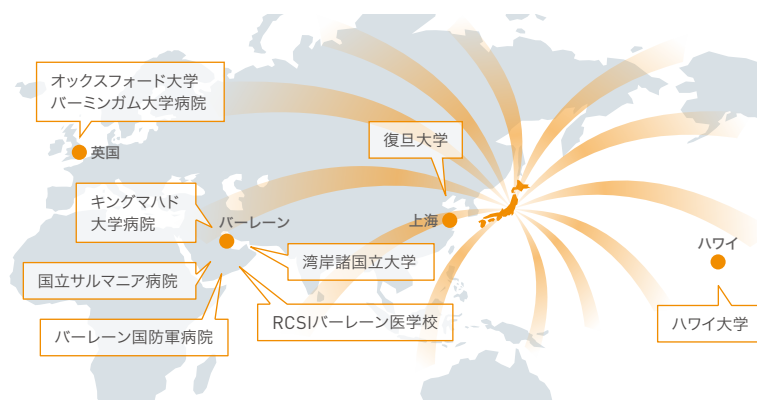 オックスフォード大学
バーミンガム大学病院
英国
復旦大学
キングマハド
大学病院
バーレーン
上海
ハワイ
湾岸諸国立大学
国立サルマニア病院
RCSIバーレーン医学校
バーレーン国防軍病院
ハワイ大学